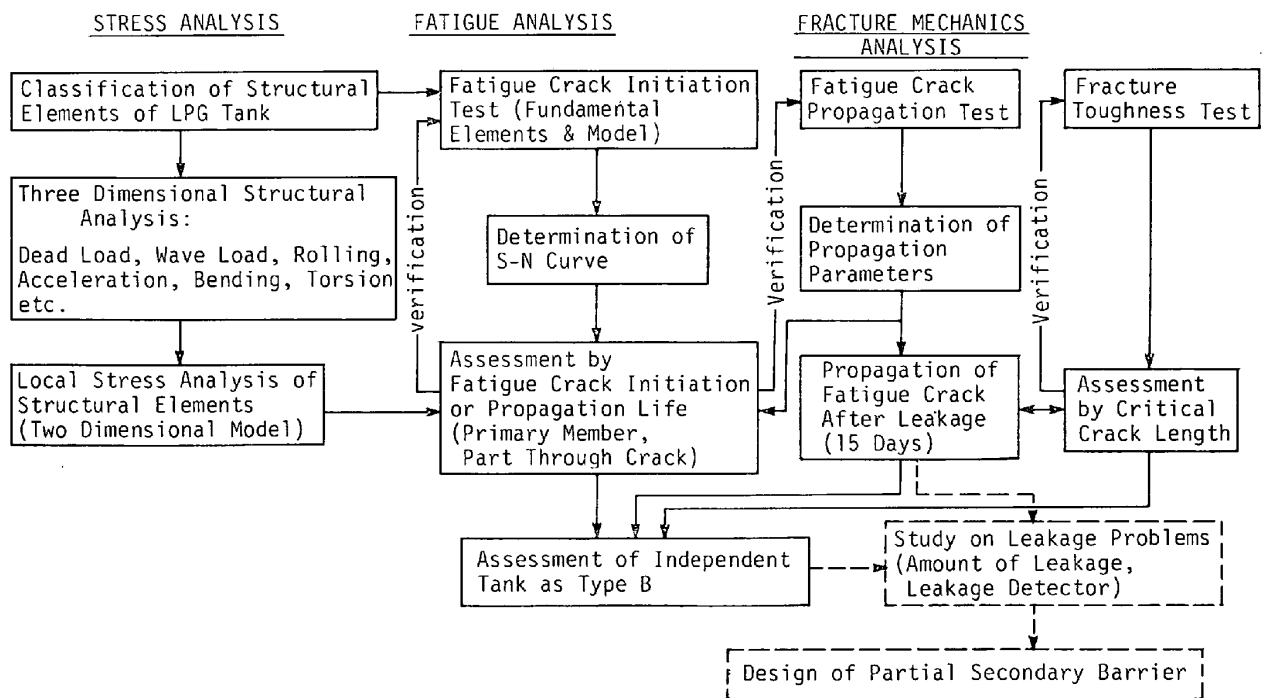 STRESS ANALYSIS
FATIGUE ANALYSIS
FRACTURE MECHANICS
ANALYSIS
Classification of Structural
Elements of LPG Tank
Fatigue Crack Initiation
Test (Fundamental
Elements & Model)
Fatigue Crack
Propagation Test
Fracture
Toughness Test
Three Dimensional Structural
Analysis:
Dead Load, Wave Load, Rolling,
Acceleration, Bending, Torsion
etc.
verification
Determination of
S-N Curve
Verification
Determination of
Propagation
Parameters
Verification
Local Stress Analysis of
Structural Elements
(Two Dimensional Model)
Assessment by
Fatigue Crack Initiation
or Propagation Life
(Primary Member,
Part Through Crack)
Propagation of
Fatigue Crack
After Leakage
(15 Days)
Assessment
by Critical
Crack Length
Assessment of Independent
Tank as Type B
Study on Leakage Problems
(Amount of Leakage,
Leakage Detector)
Design of Partial Secondary Barrier